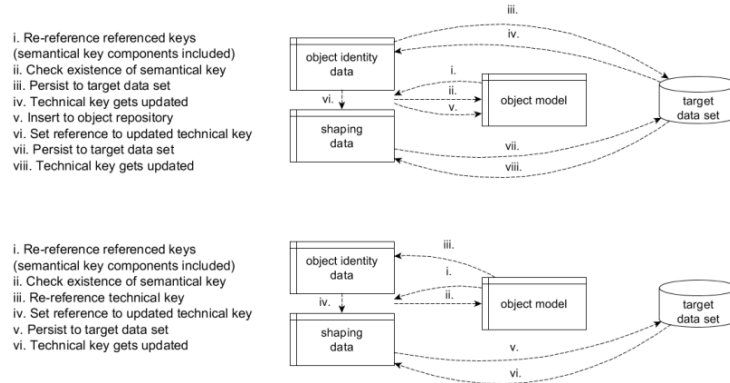 i. Re-reference referenced keys
(semantical key components included)
ii. Check existence of semantical key
iii. Persist to target data set
iv. Technical key gets updated
v. Insert to object repository
vi. Set reference to updated technical key
vii. Persist to target data set
viii. Technical key gets updated
iii.
iv.
object identity
data
i.
ii.
v.
vi.
object model
target
data set
shaping
data
vii.
viii.
i. Re-reference referenced keys
(semantical key components included)
ii. Check existence of semantical key
iii. Re-reference technical key
iv. Set reference to updated technical key
v. Persist to target data set
vi. Technical key gets updated
object identity
data
iii.
i.
ii.
iv.
object model
target
data set
shaping
data
v.
vi.